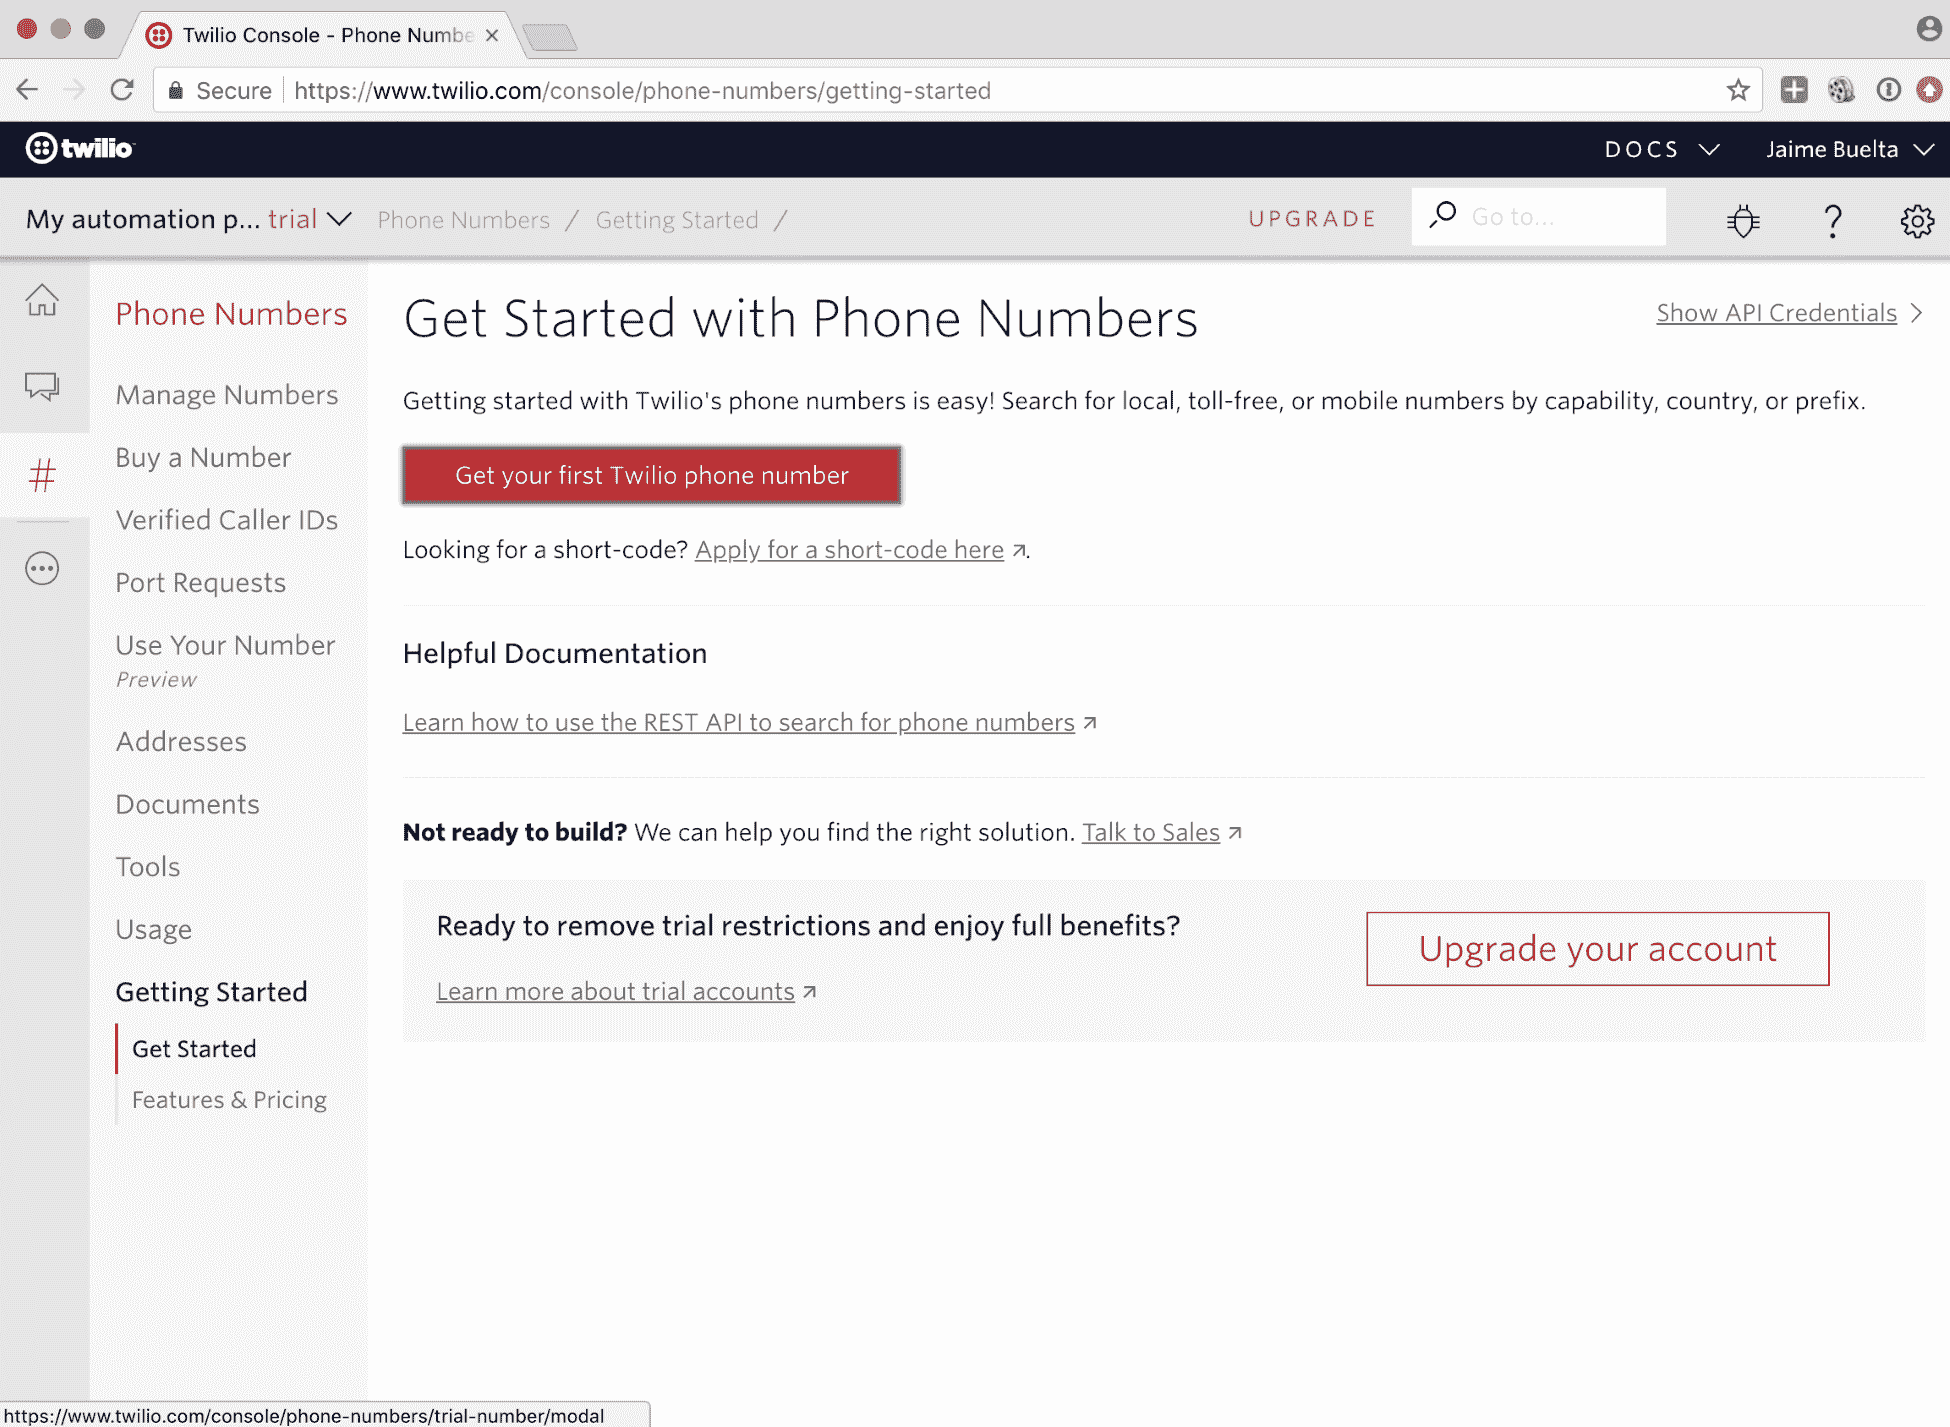 Twilio Console - Phone Numbe
Secure https://www.twilio.com/console/phone-numbers/getting-started
twilio
DOCS
Jaime Buelta
My automation p... trial
Phone Numbers / Getting Started /
UPGRADE
Go to...
Phone Numbers
Manage Numbers
Buy a Number
Verified Caller IDs
Port Requests
Use Your Number
Preview
Addresses
Documents
Tools
Usage
Getting Started
Get Started
Features & Pricing
Get Started with Phone Numbers
Show API Credentials
Getting started with Twilio's phone numbers is easy! Search for local, toll-free, or mobile numbers by capability, country, or prefix.
Get your first Twilio phone number
Looking for a short-code? Apply for a short-code here.
Helpful Documentation
Learn how to use the REST API to search for phone numbers
Not ready to build? We can help you find the right solution. Talk to Sales
Ready to remove trial restrictions and enjoy full benefits?
Learn more about trial accounts
Upgrade your account
https://www.twilio.com/console/phone-numbers/trial-number/modal